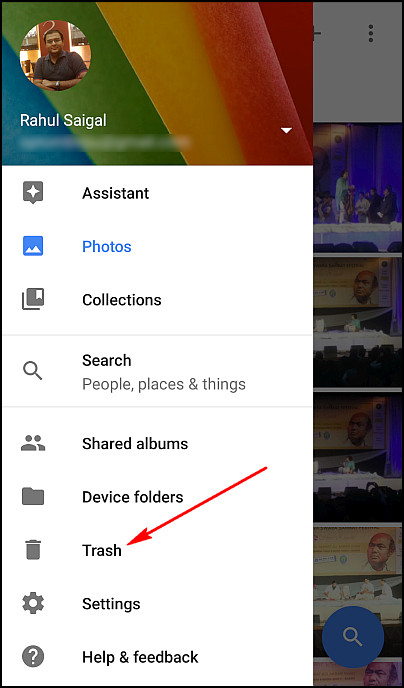 Rahul Saigal
Assistant
Photos
Collections
Search
People, places & things
Shared albums
Device folders
Trash
Settings
Help & feedback